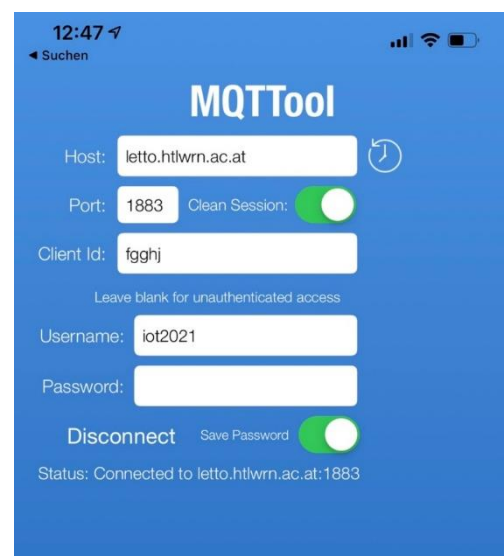 12:47
◀ Suchen
MQTTool
Host: letto.htlwrn.ac.at
Port: 1883 Clean Session:
Client Id: fgghj
Leave blank for unauthenticated access
Username: iot2021
Password:
Disconnect Save Password
Status: Connected to letto.htlwrn.ac.at:1883